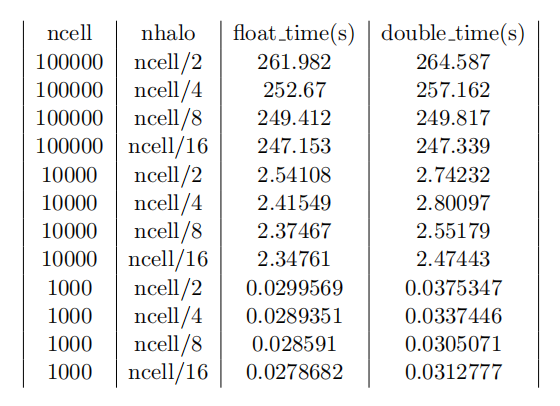 ncell nhalo float_time(s) double_time(s)
100000 ncell/2 261.982 264.587
100000 ncell/4 252.67 257.162
100000 ncell/8 249.412 249.817
100000 ncell/16 247.153 247.339
10000 ncell/2 2.54108 2.74232
10000 ncell/4 2.41549 2.80097
10000 ncell/8 2.37467 2.55179
10000 ncell/16 2.34761 2.47443
1000 ncell/2 0.0299569 0.0375347
1000 ncell/4 0.0289351 0.0337446
1000 ncell/8 0.028591 0.0305071
1000 ncell/16 0.0278682 0.0312777